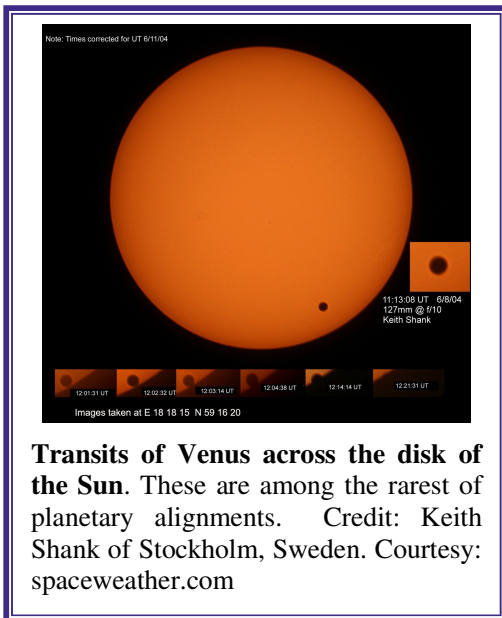 Note: Times corrected for UT 6/11/04
11:13:08 UT 6/8/04
127mm @ f/10
Keith Shank
12:01:31 UT
12:02:32 UT
12:03:14 UT
12:04:38 UT
12:14:14 UT
12:21:31 UT
Images taken at E 18 18 15 N 59 16 20
Transits of Venus across the disk of
the Sun. These are among the rarest of
planetary alignments. Credit: Keith
Shank of Stockholm, Sweden. Courtesy:
spaceweather.com